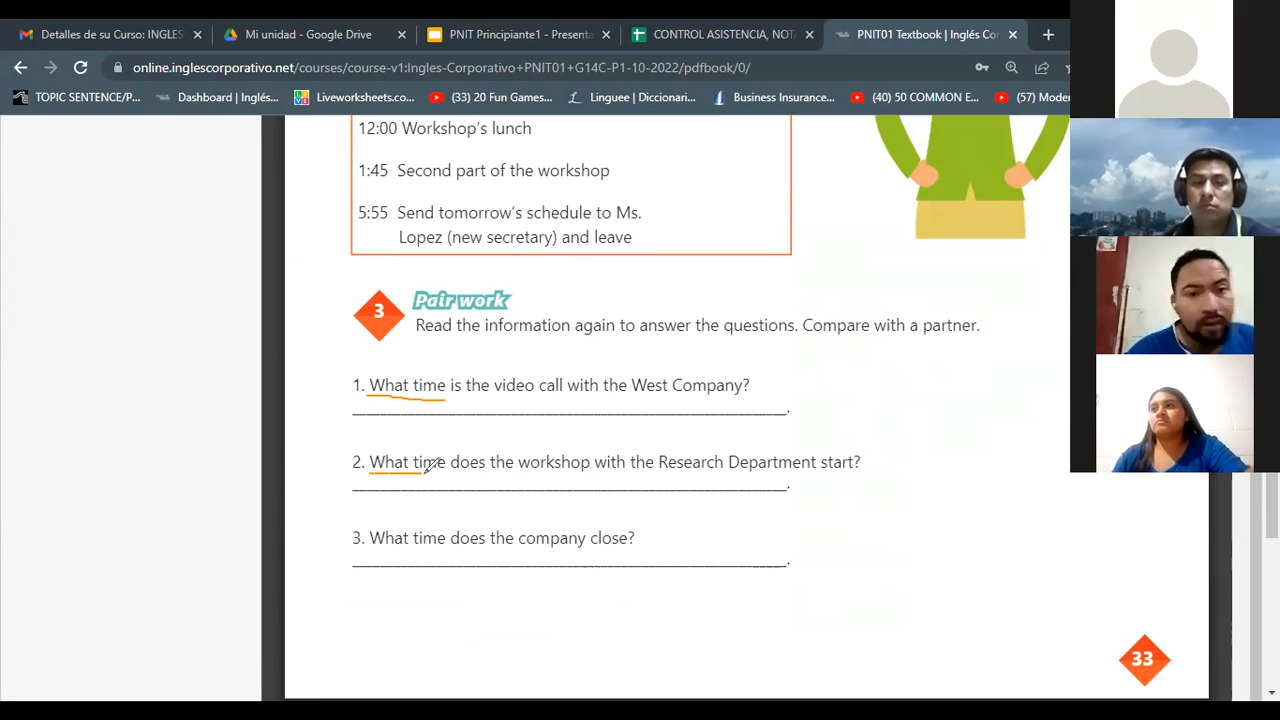 Detalles de su Curso: INGLES
Mi unidad - Google Drive
PNIT Principiante1 - Presenta
CONTROL ASISTENCIA, NOT
PNIT01 Textbook | Inglés Co
online.inglescorporativo.net/courses/course-v1:Ingles-Corporativo+PNIT01+G14C-P1-10-2022/pdfbook/0/
TOPIC SENTENCE/P...
Dashboard | Inglés...
Liveworksheets.co...
(33) 20 Fun Games...
Linguee | Diccionari...
Business Insurance...
(40) 50 COMMON E...
(57) Moder
12:00 Workshop's lunch
1:45 Second part of the workshop
5:55 Send tomorrow's schedule to Ms.
Lopez (new secretary) and leave
3
Pair work
Read the information again to answer the questions. Compare with a partner.
1. What time is the video call with the West Company?
2. What time does the workshop with the Research Department start?
3. What time does the company close?
33